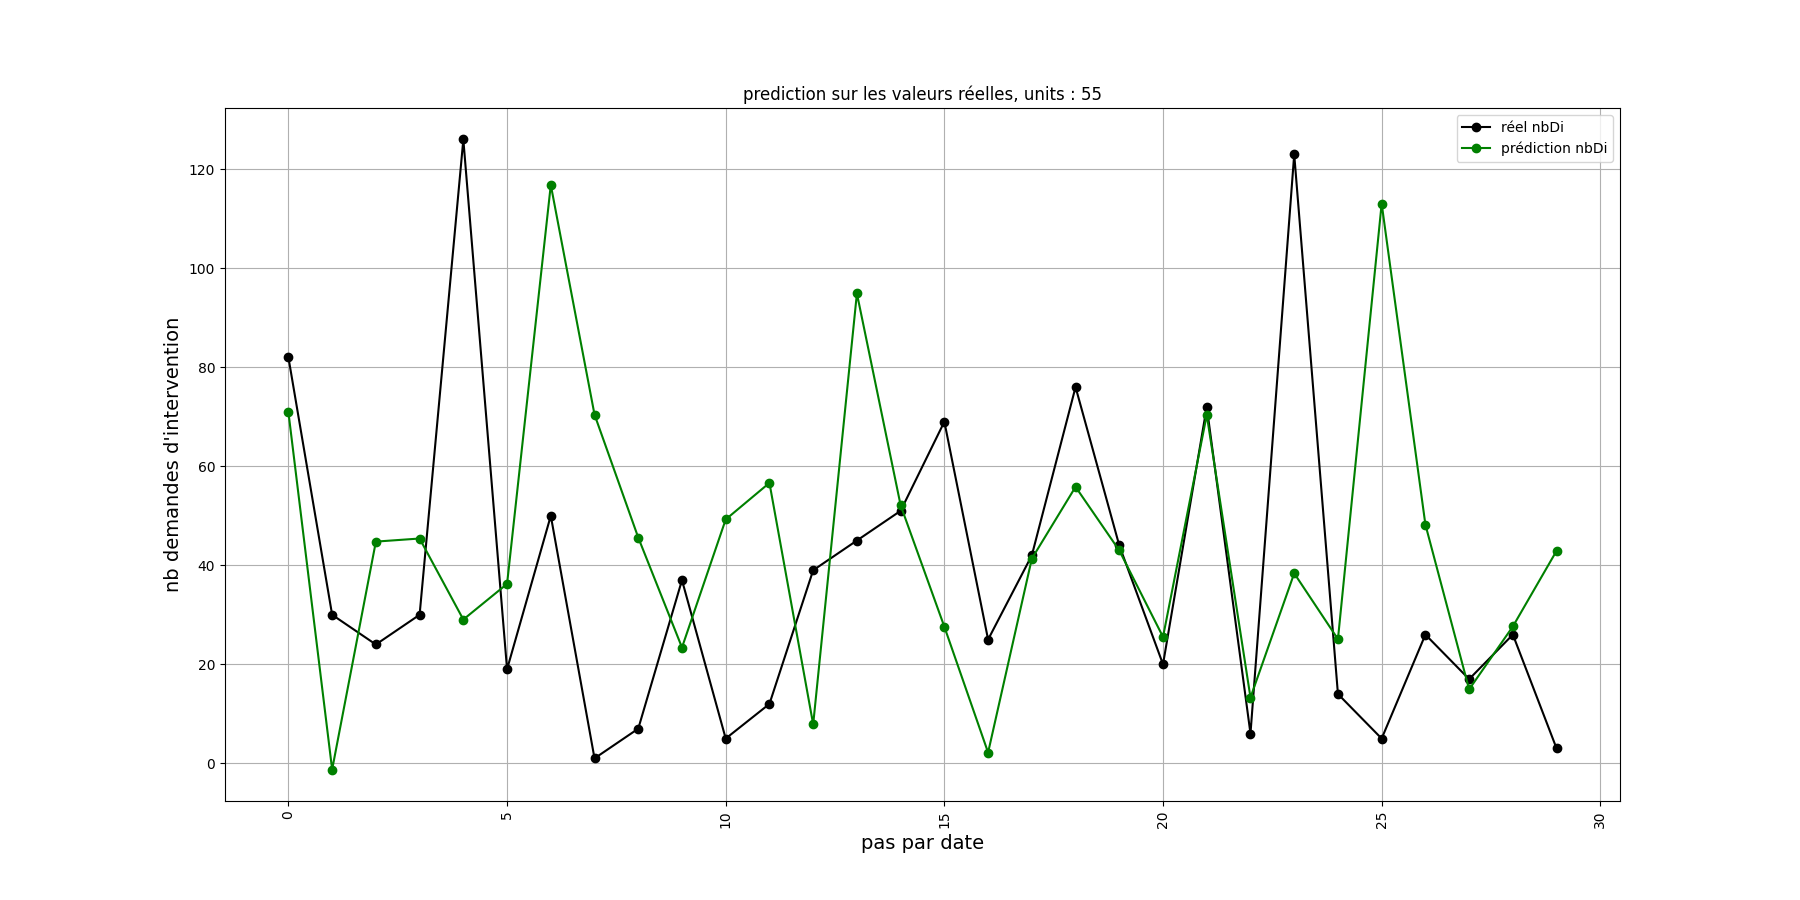 prediction sur les valeurs réelles, units : 55
réel nbDi
prédiction nbDi
nb demandes d'intervention
120
100
80
60
40
20
0
0
5
10
15
20
25
30
pas par date